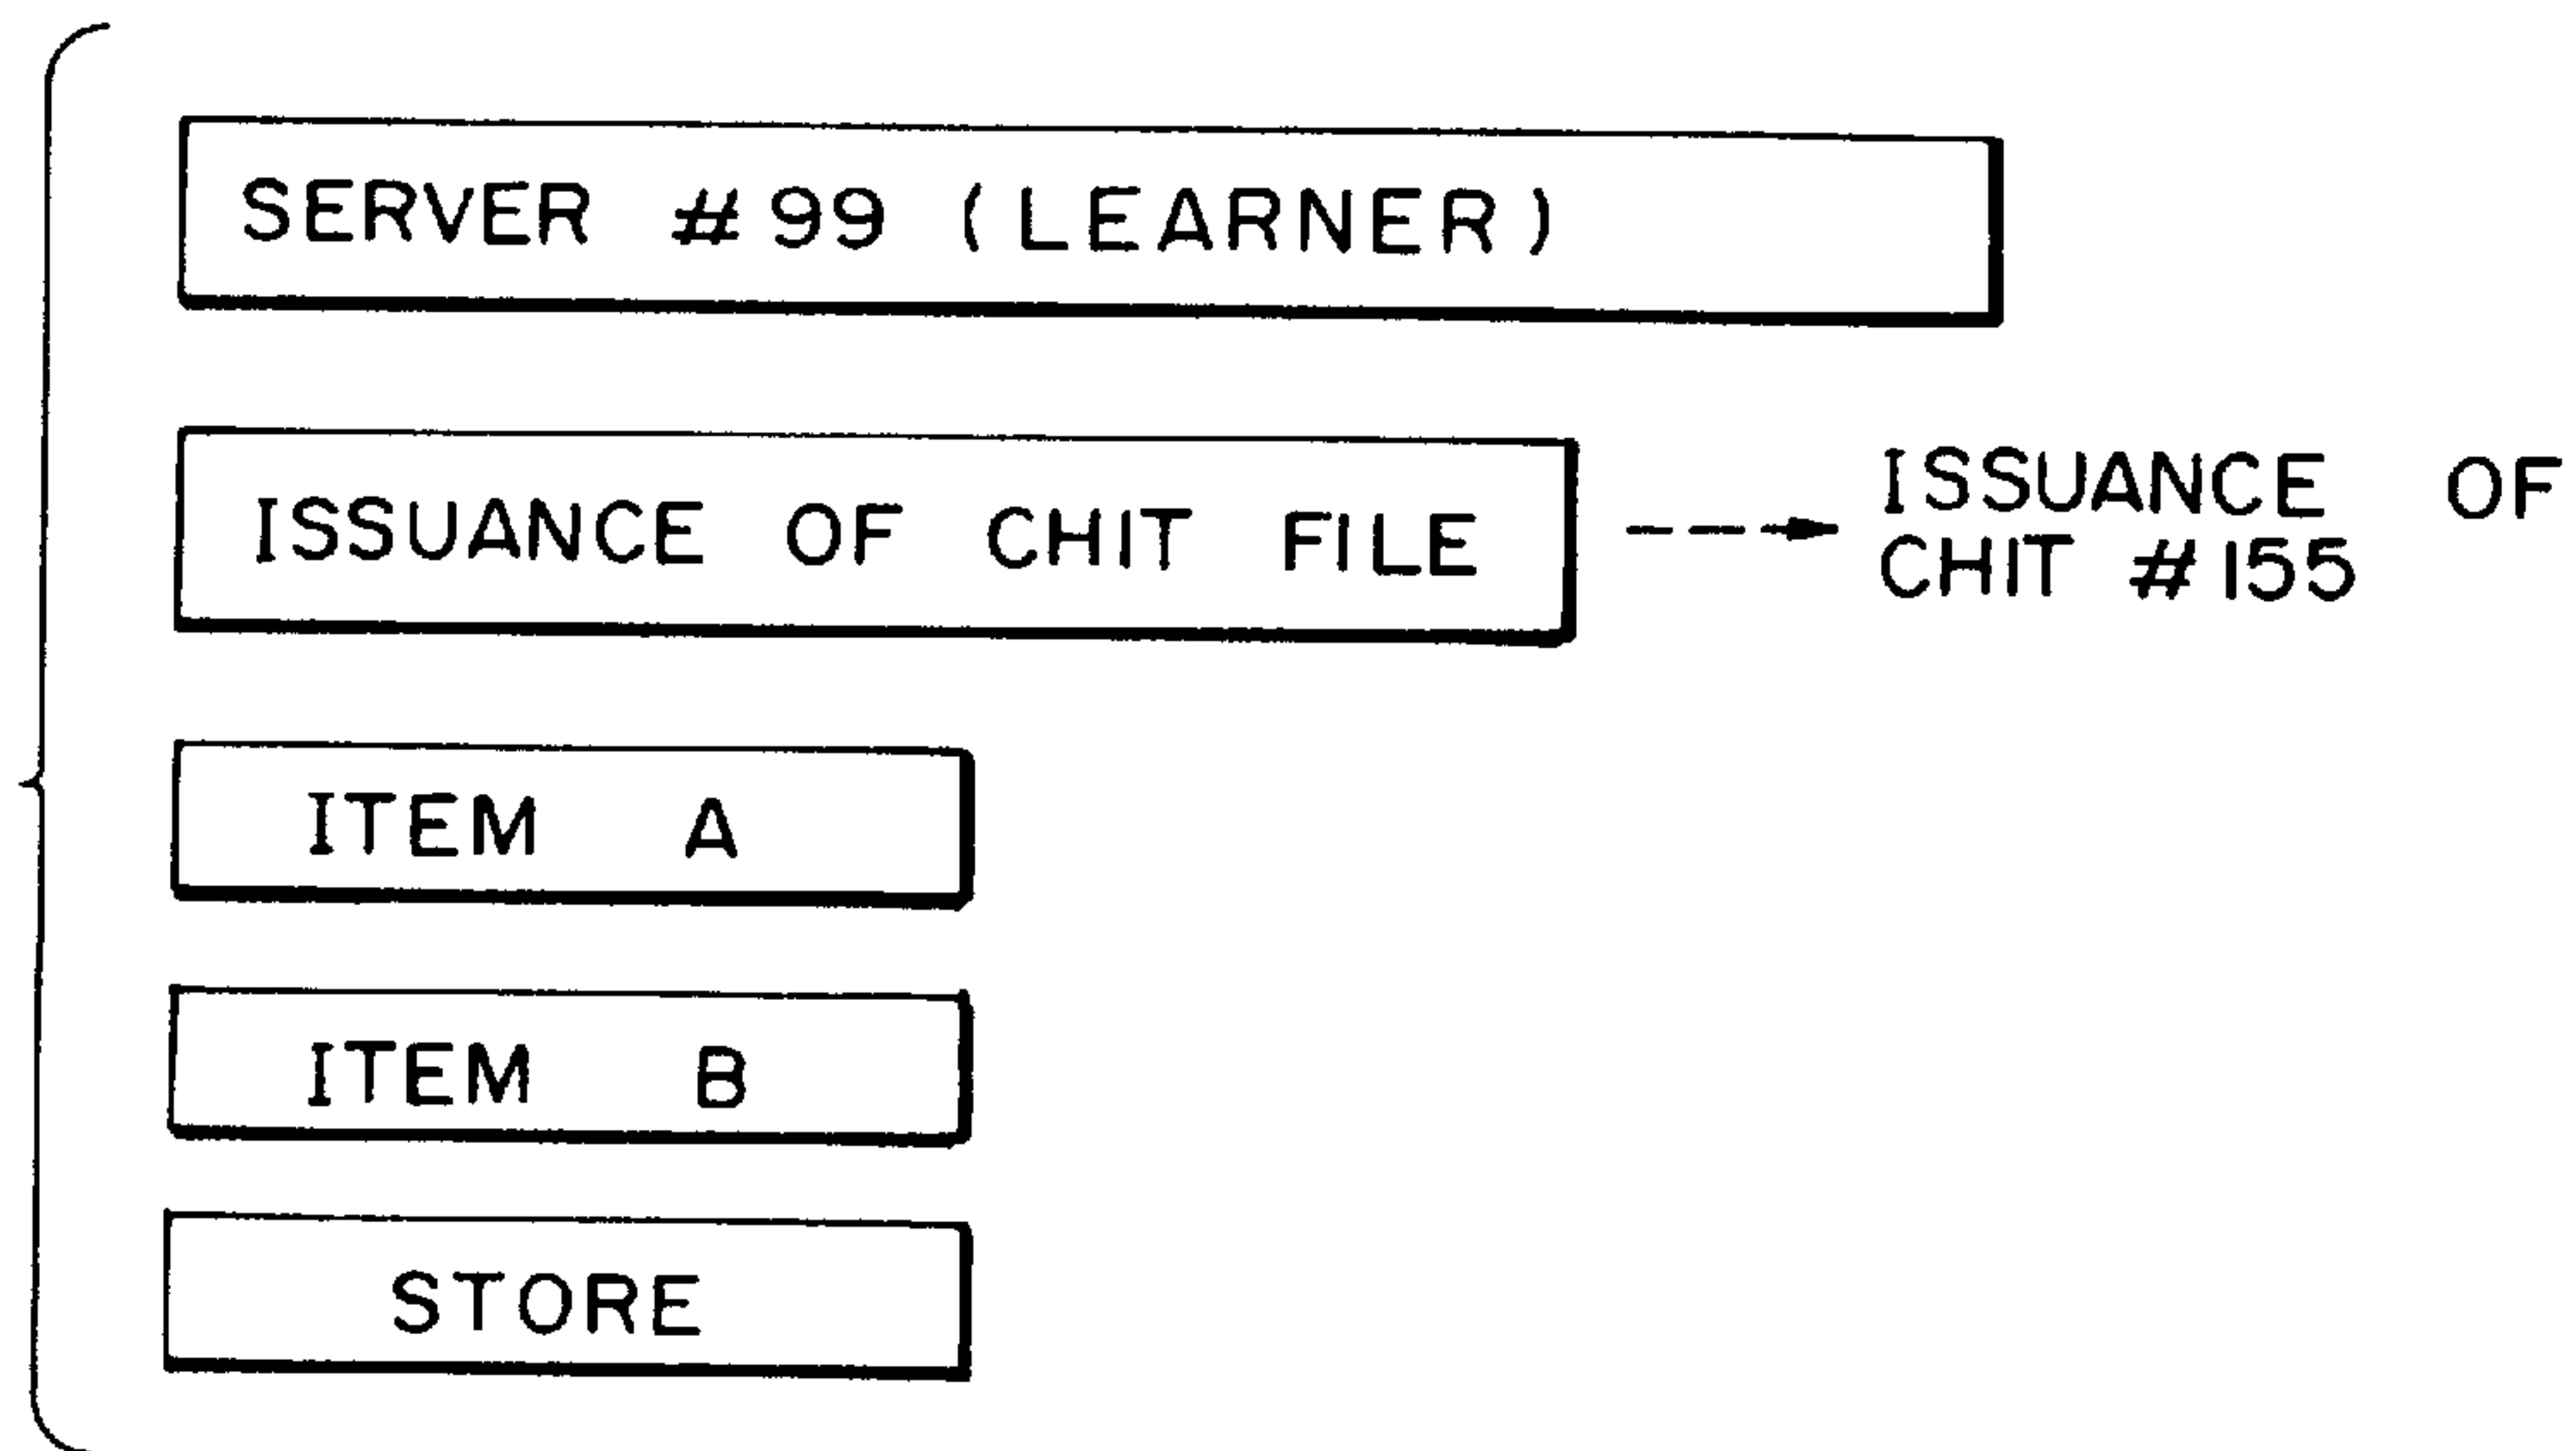 SERVER #99 (LEARNER)
ISSUANCE OF CHIT FILE
ISSUANCE OF
CHIT #155
ITEM A
ITEM B
STORE